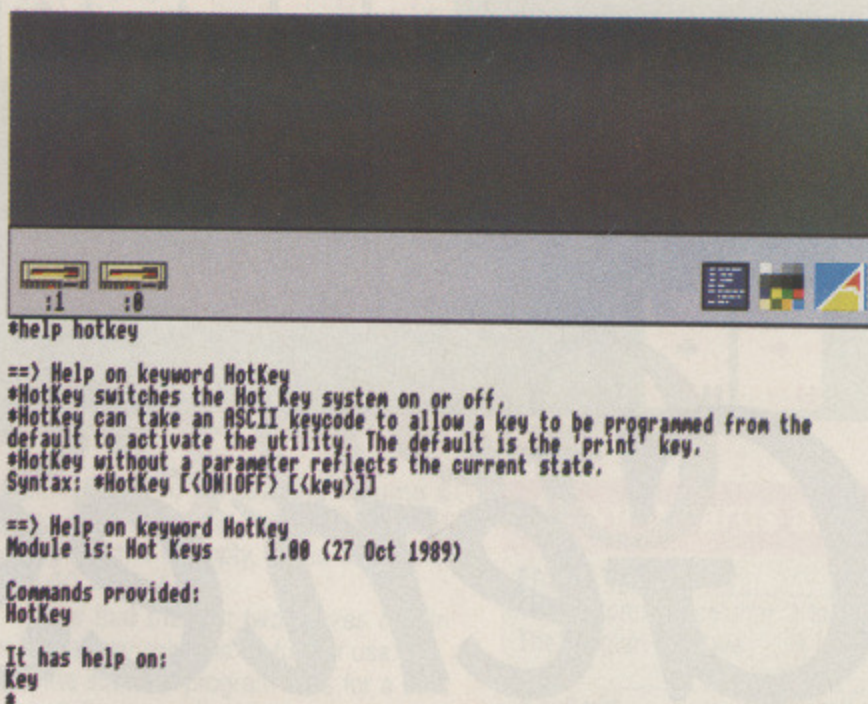 :1 :0
*help hotkey
==> Help on keyword HotKey
*HotKey switches the Hot Key system on or off.
*HotKey can take an ASCII keycode to allow a key to be programmed from the
default to activate the utility. The default is the 'print' key.
*HotKey without a parameter reflects the current state.
Syntax: *HotKey [<ON|OFF> [<key>]]
==> Help on keyword HotKey
Module is: Hot Keys 1.00 (27 Oct 1989)
Commands provided:
HotKey
It has help on:
Key
*